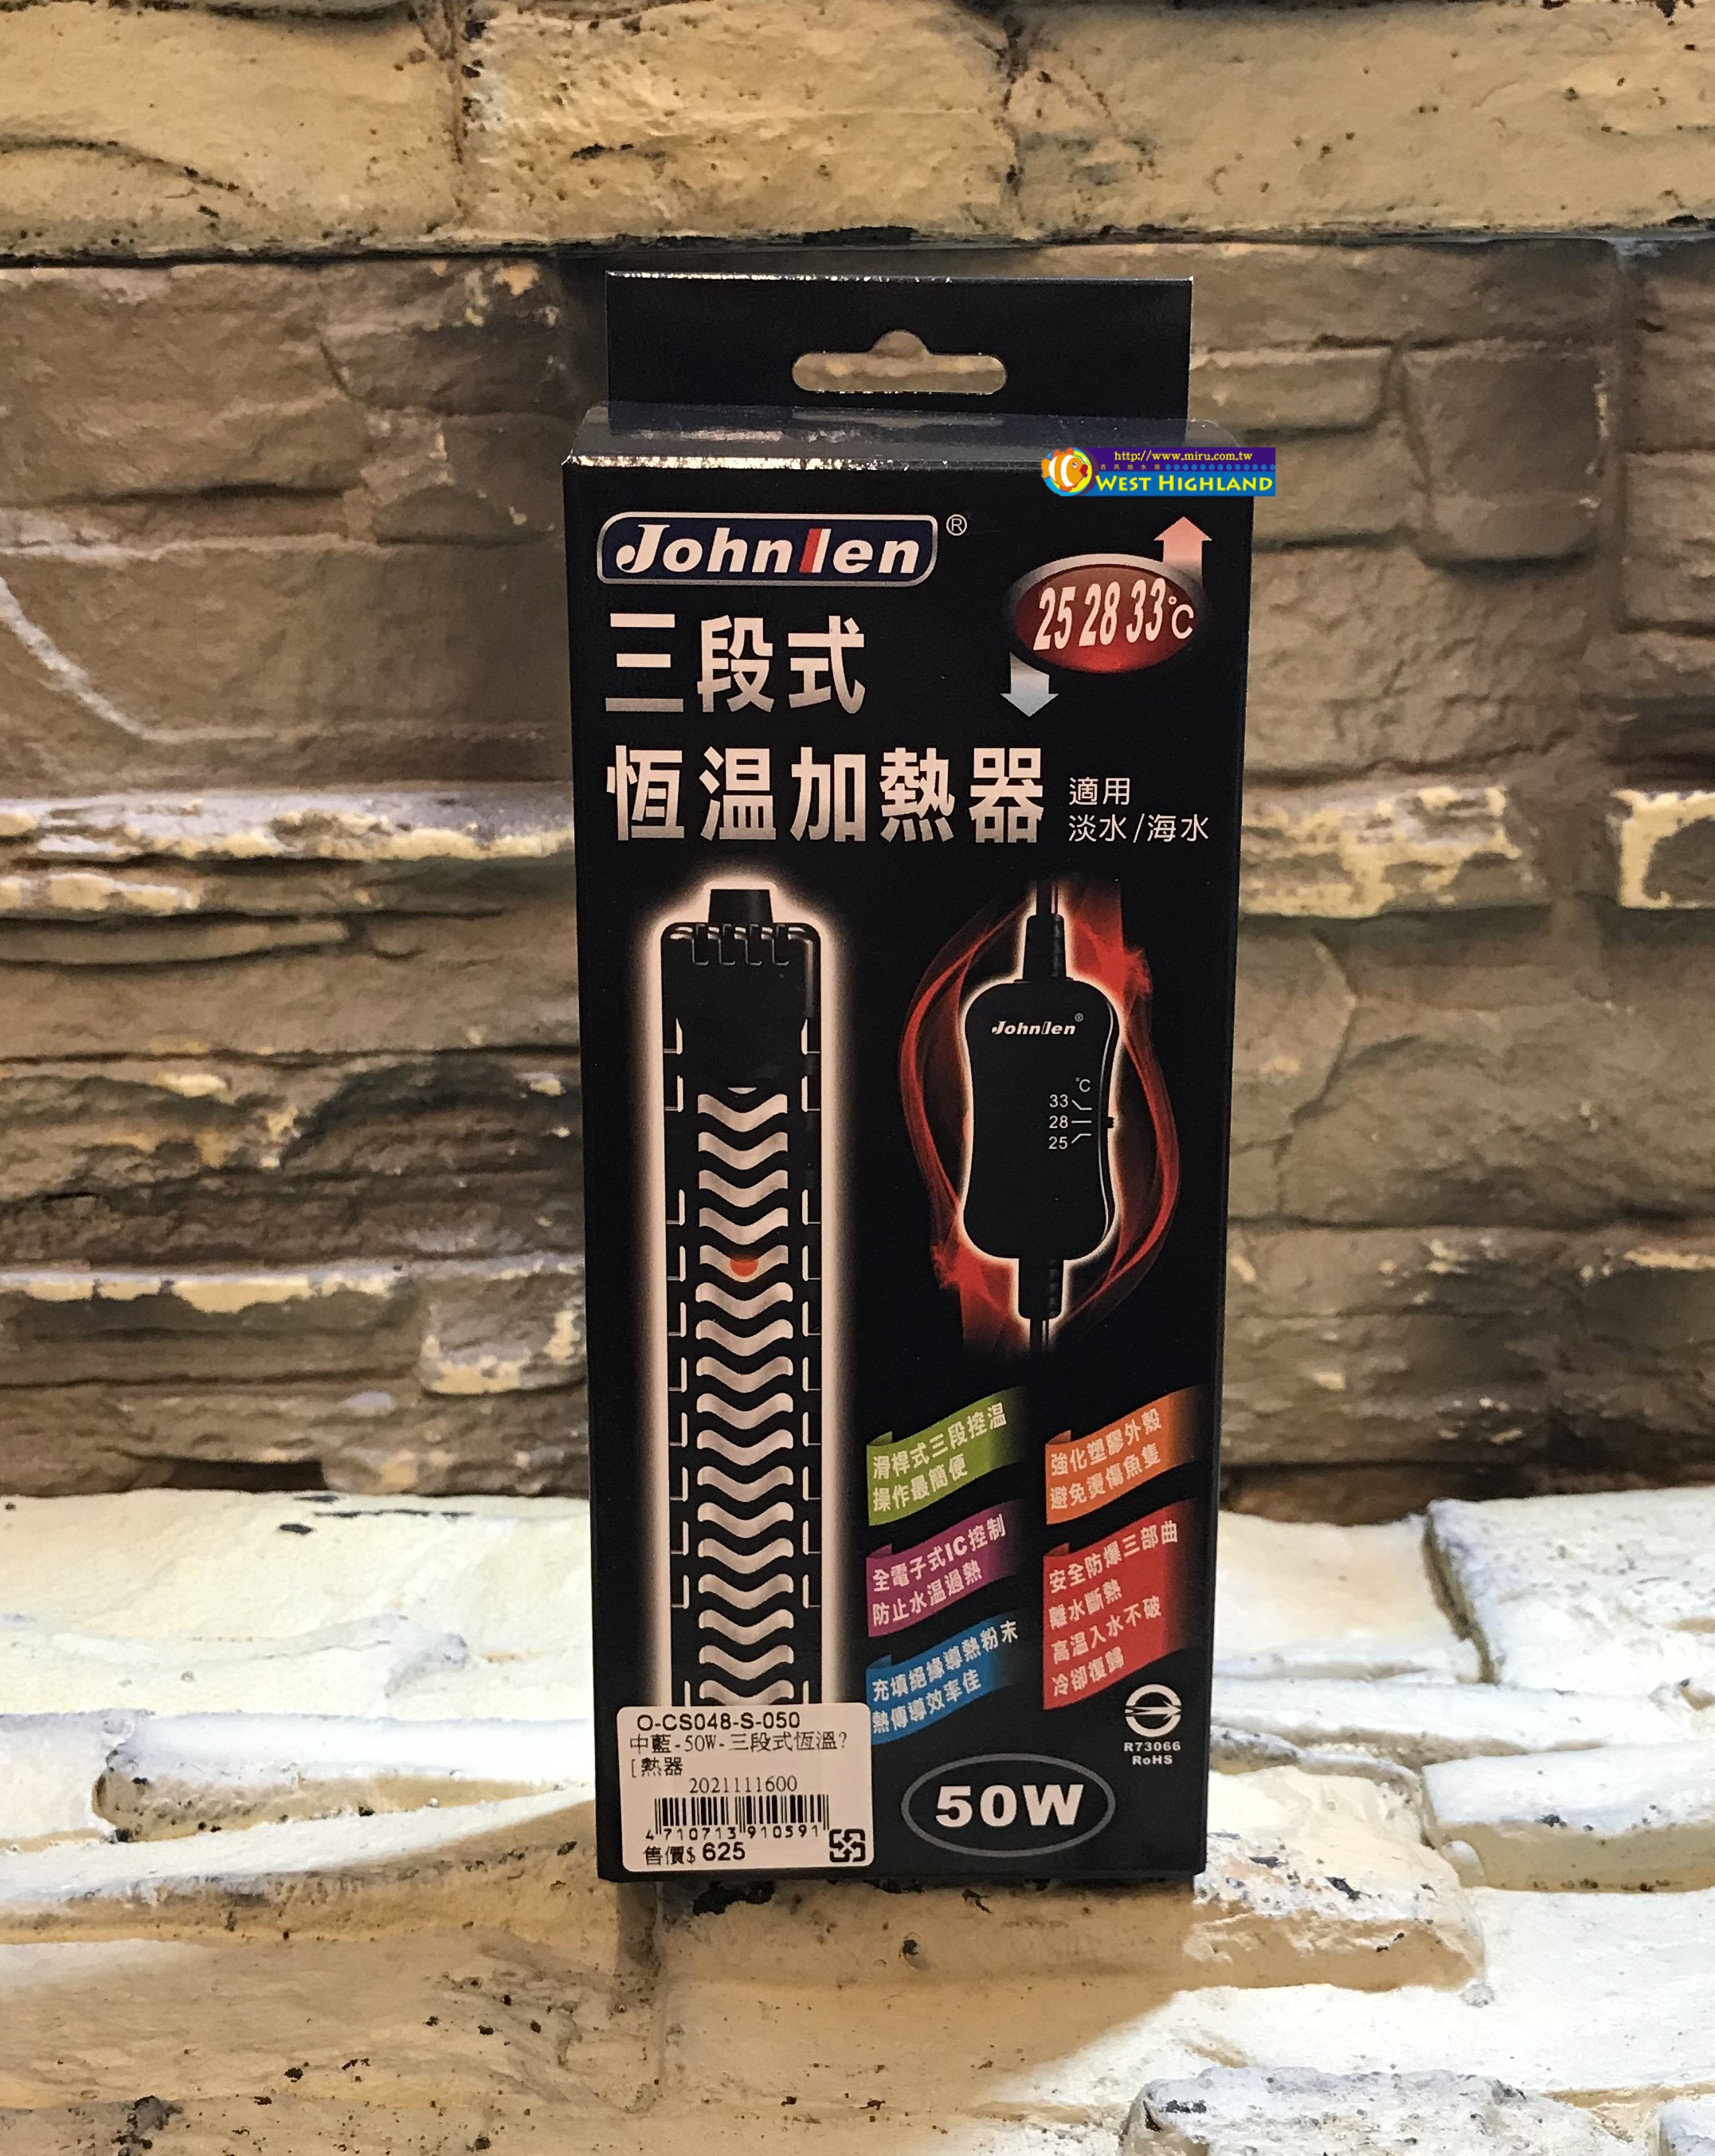 http://www.miru.com.tw
WEST HIGHLAND
Johnlen®
25 28 33℃
三段式
恆温加熱器
適用
淡水/海水
Johnlen®
℃
33
28
25
滑桿式三段控温
操作最簡便
強化塑膠外殼
避免燙傷魚隻
全電子式IC控制
防止水温過熱
安全防爆三部曲
離水斷熱
高温入水不破
冷卻復歸
充填絕緣導熱粉末
熱傳導效率佳
R73066
RoHS
50W
O-CS048-S-050
中藍-50W-三段式恆溫?
[熱器
2021111600
4710713910591
售價$ 625